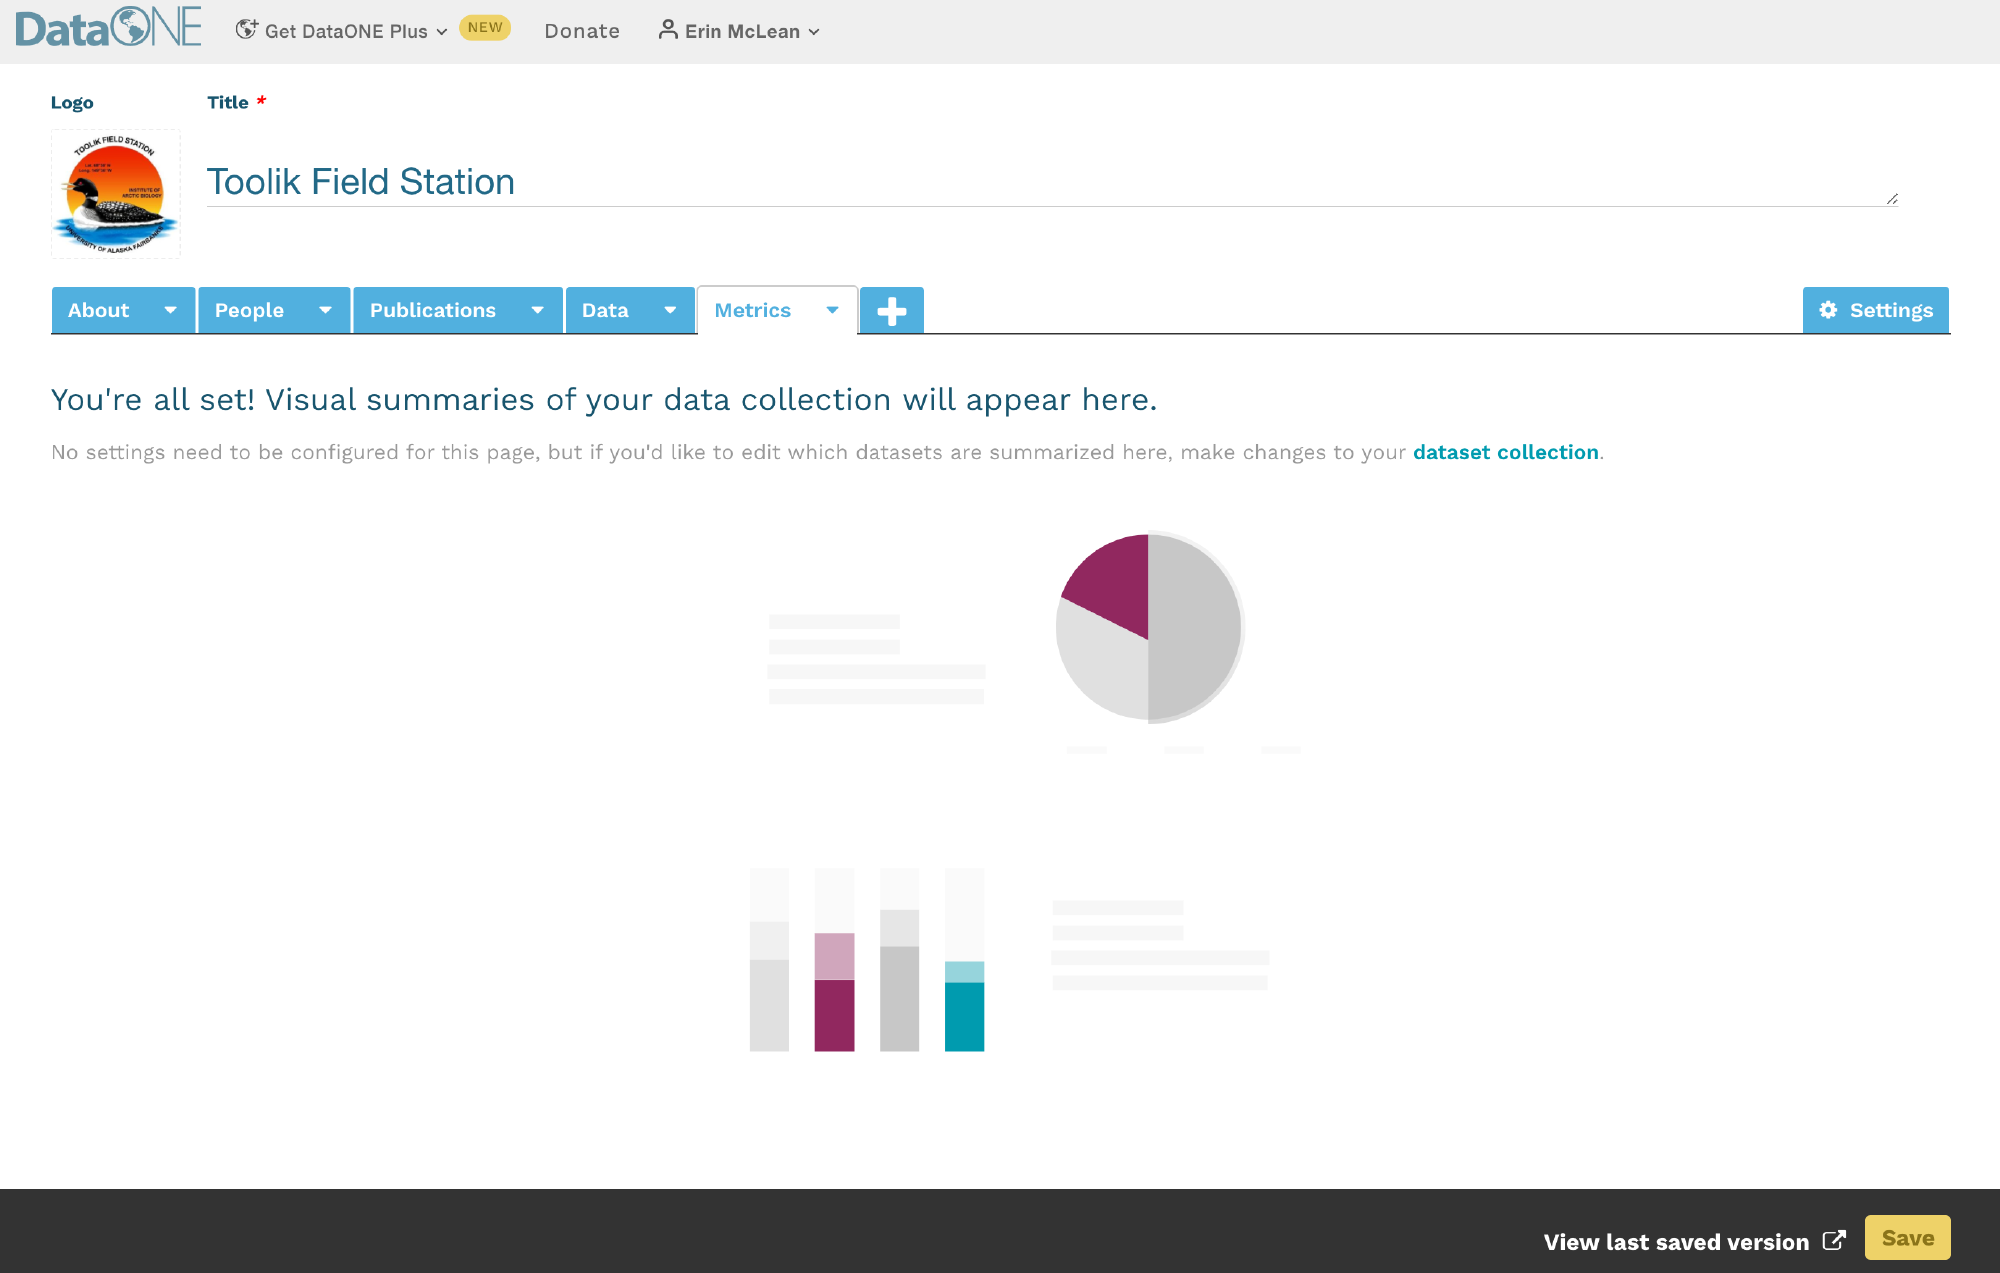 DataONE
Get DataONE Plus
NEW
Donate
Erin McLean
Logo
Title *
TOOLIK FIELD STATION
INSTITUTE OF
ARCTIC BIOLOGY
UNIVERSITY OF ALASKA FAIRBANKS
Toolik Field Station
About
People
Publications
Data
Metrics
Settings
You're all set! Visual summaries of your data collection will appear here.
No settings need to be configured for this page, but if you'd like to edit which datasets are summarized here, make changes to your dataset collection.
View last saved version
Save